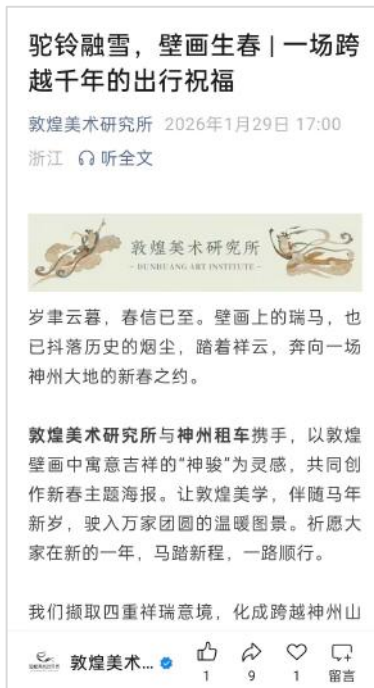 驼铃融雪，壁画生春 | 一场跨
越千年的出行祝福
敦煌美术研究所 2026年1月29日 17:00
浙江 听全文
敦煌美术研究所
- DUNHUANG ART INSTITUTE -
岁聿云暮，春信已至。壁画上的瑞马，也
已抖落历史的烟尘，踏着祥云，奔向一场
神州大地的新春之约。
敦煌美术研究所与神州租车携手，以敦煌
壁画中寓意吉祥的“神骏”为灵感，共同创
作新春主题海报。让敦煌美学，伴随马年
新岁，驶入万家团圆的温暖图景。祈愿大
家在新的一年，马踏新程，一路顺行。
我们撷取四重祥瑞意境，化成跨越神州山
敦煌美术...
1
9
1
留言